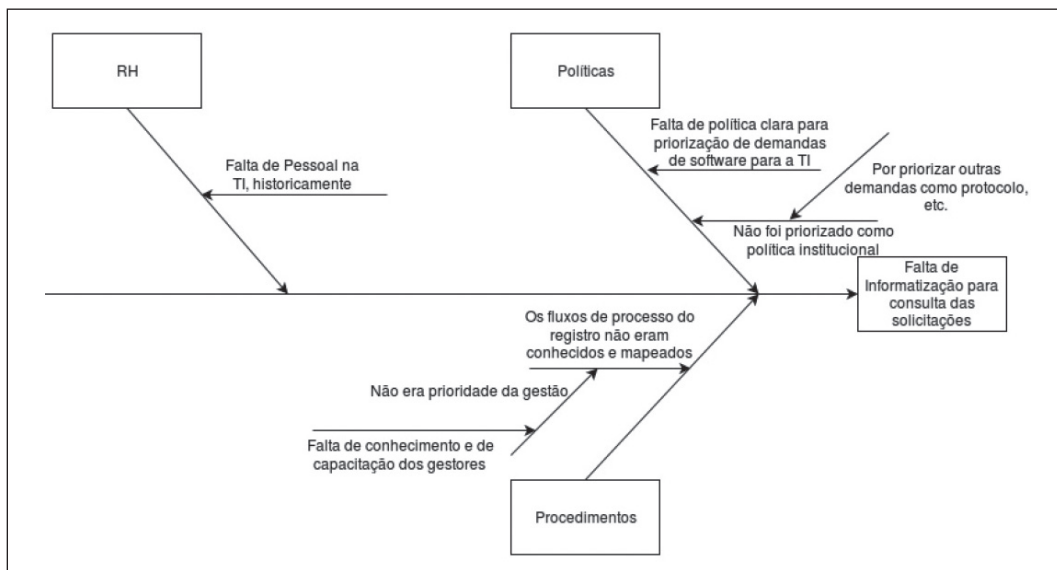 RH
Políticas
Falta de política clara para
priorização de demandas
de software para a TI
Falta de Pessoal na
TI, historicamente
Por priorizar outras
demandas como protocolo,
etc.
Não foi priorizado como
política institucional
Falta de
Informatização para
consulta das
solicitações
Os fluxos de processo do
registro não eram
conhecidos e mapeados
Não era prioridade da gestão
Falta de conhecimento e de
capacitação dos gestores
Procedimentos